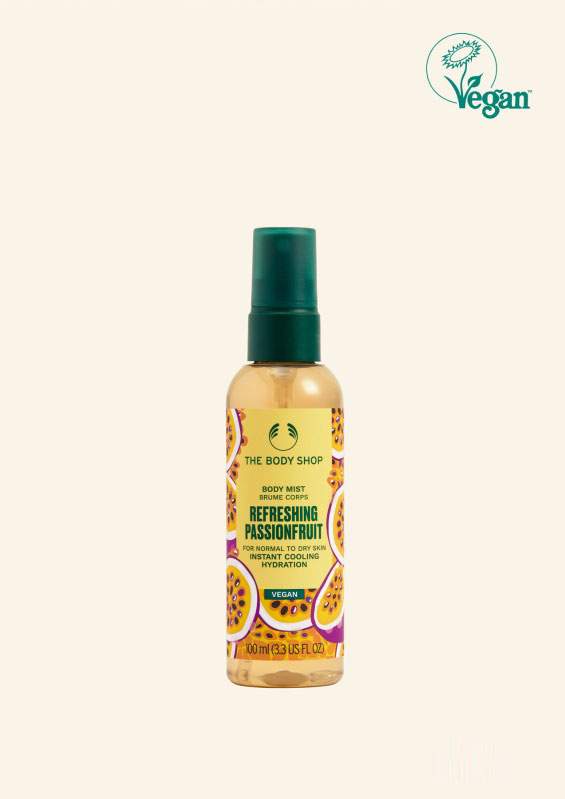 Vegan™
THE BODY SHOP
BODY MIST
BRUME CORPS
REFRESHING
PASSIONFRUIT
FOR NORMAL TO DRY SKIN
INSTANT COOLING
HYDRATION
VEGAN
100 ml (3.3 US FL OZ)